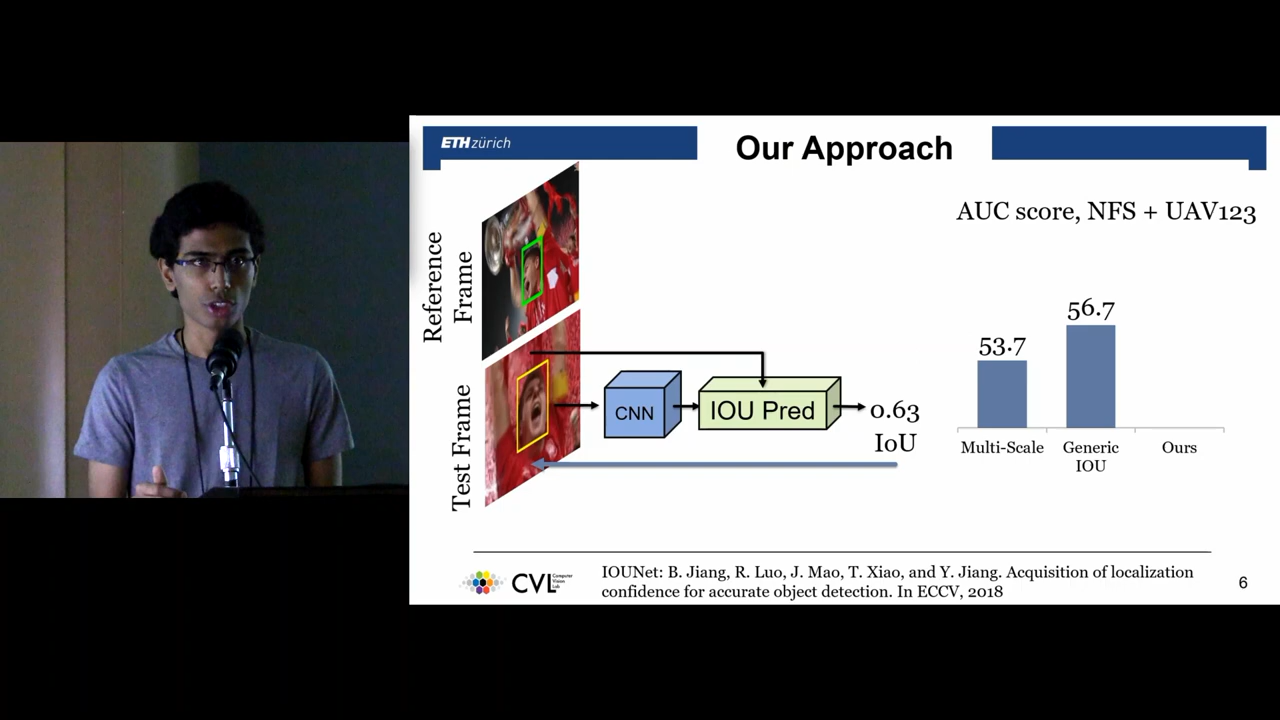 ETH zürich
Our Approach
AUC score, NFS + UAV123
Reference
Frame
Test Frame
CNN
IOU Pred
0.63
IoU
53.7
56.7
Multi-Scale
Generic
IOU
Ours
CVL
Computer
Vision
Lab
IOUNet: B. Jiang, R. Luo, J. Mao, T. Xiao, and Y. Jiang. Acquisition of localization
confidence for accurate object detection. In ECCV, 2018
6